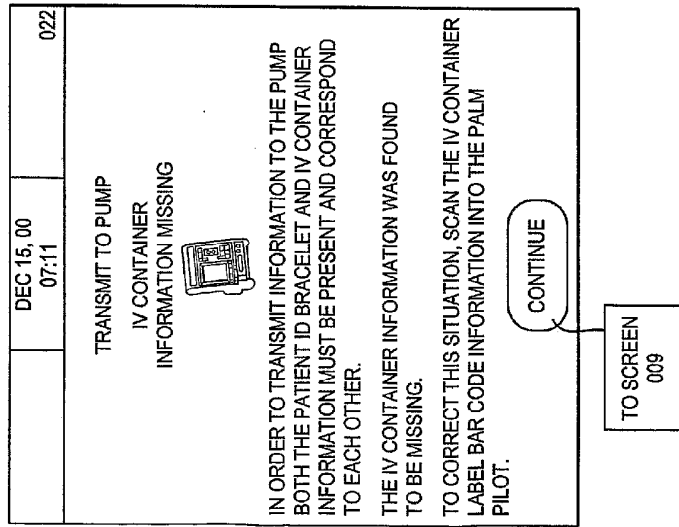 DEC 15, 00
07:11
022
TRANSMIT TO PUMP
IV CONTAINER
INFORMATION MISSING
IN ORDER TO TRANSMIT INFORMATION TO THE PUMP
BOTH THE PATIENT ID BRACELET AND IV CONTAINER
INFORMATION MUST BE PRESENT AND CORRESPOND
TO EACH OTHER.
THE IV CONTAINER INFORMATION WAS FOUND
TO BE MISSING.
TO CORRECT THIS SITUATION, SCAN THE IV CONTAINER
LABEL BAR CODE INFORMATION INTO THE PALM
PILOT.
CONTINUE
TO SCREEN
009